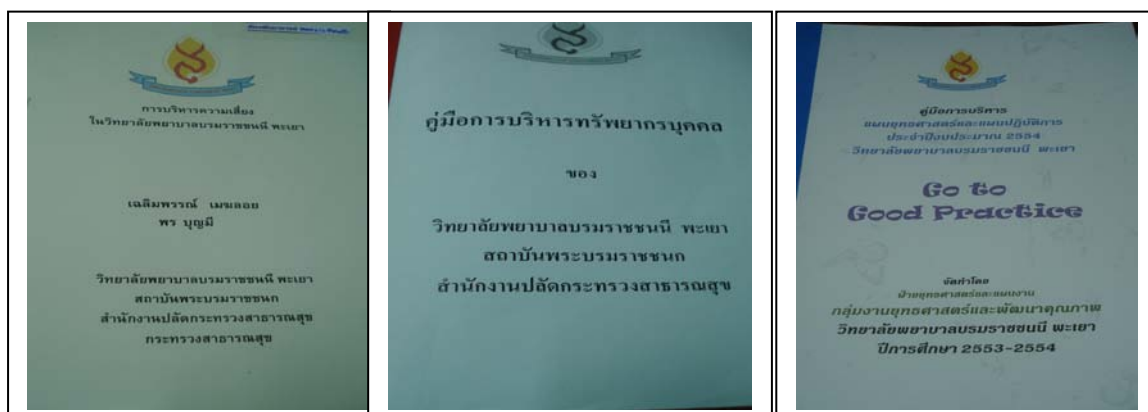 การบริหารความเสี่ยง
ในวิทยาลัยพยาบาลบรมราชชนนี พะเยา
เฉลิมพรรณ์ เมฆลอย
พร บุญมี
วิทยาลัยพยาบาลบรมราชชนนี พะเยา
สถาบันพระบรมราชชนก
สำนักงานปลัดกระทรวงสาธารณสุข
กระทรวงสาธารณสุข
คู่มือการบริหารทรัพยากรบุคคล
ของ
วิทยาลัยพยาบาลบรมราชชนนี พะเยา
สถาบันพระบรมราชชนก
สำนักงานปลัดกระทรวงสาธารณสุข
คู่มือการบริหาร
แผนยุทธศาสตร์และแผนปฏิบัติการ
ประจำปีงบประมาณ 2554
วิทยาลัยพยาบาลบรมราชชนนี พะเยา
Go to
Good Practice
จัดทำโดย
ฝ่ายยุทธศาสตร์และแผนงาน
กลุ่มงานยุทธศาสตร์และพัฒนาคุณภาพ
วิทยาลัยพยาบาลบรมราชชนนี พะเยา
ปีการศึกษา 2553-2554